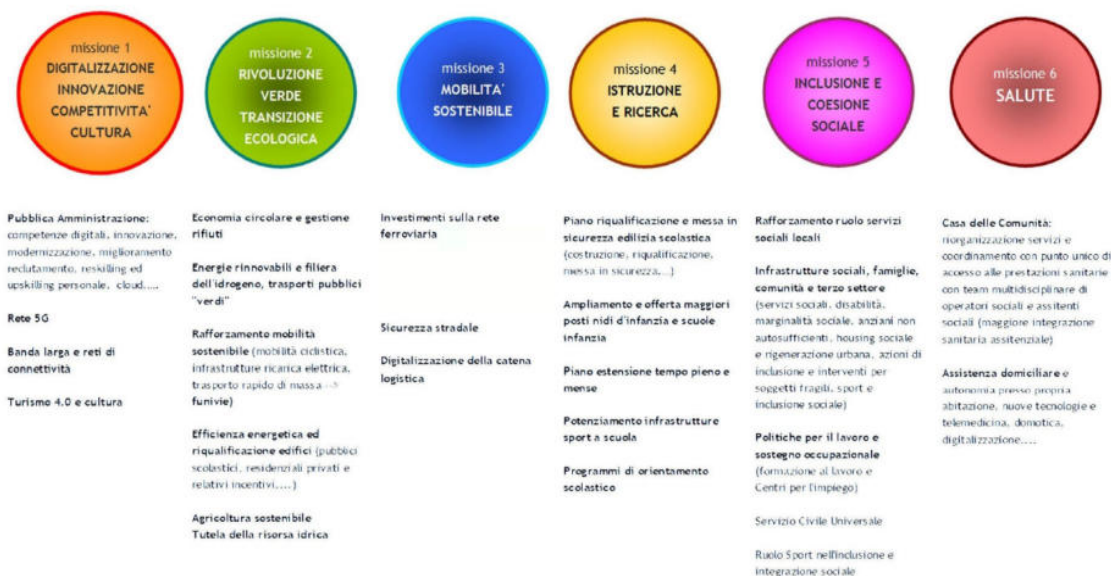 missione 1
DIGITALIZZAZIONE
INNOVAZIONE
COMPETITIVITA'
CULTURA
missione 2
RIVOLUZIONE
VERDE
TRANSIZIONE
ECOLOGICA
missione 3
MOBILITA'
SOSTENIBILE
missione 4
ISTRUZIONE
E RICERCA
missione 5
INCLUSIONE E
COESIONE
SOCIALE
missione 6
SALUTE
Pubblica Amministrazione:
competenze digitali, innovazione,
modernizzazione, miglioramento
reclutamento, reskilling ed
upskilling personale, cloud.....
Rete 5G
Banda larga e reti di
connettività
Turismo 4.0 e cultura
Economia circolare e gestione
rifiuti
Energie rinnovabili e filiera
dell'idrogeno, trasporti pubblici
"verdi"
Rafforzamento mobilità
sostenibile (mobilità ciclistica,
infrastrutture ricarica elettrica,
trasporto rapido di massa -->
funivie)
Efficienza energetica ed
riqualificazione edifici (pubblici
scolastici, residenziali privati e
relativi incentivi....)
Agricoltura sostenibile
Tutela della risorsa idrica
Investimenti sulla rete
ferroviaria
Sicurezza stradale
Digitalizzazione della catena
logistica
Piano riqualificazione e messa in
sicurezza edilizia scolastica
(costruzione, riqualificazione,
messa in sicurezza....)
Ampliamento e offerta maggiori
posti nidi d'infanzia e scuole
infanzia
Piano estensione tempo pieno e
mense
Potenziamento infrastrutture
sport a scuola
Programmi di orientamento
scolastico
Rafforzamento ruolo servizi
sociali locali
Infrastrutture sociali, famiglie,
comunità e terzo settore
(servizi sociali, disabilità,
marginalità sociale, anziani non
autosufficienti, housing sociale
e rigenerazione urbana, azioni di
inclusione e interventi per
soggetti fragili, sport e
inclusione sociale)
Politiche per il lavoro e
sostegno occupazionale
(formazione al lavoro e
Centri per l'impiego)
Servizio Civile Universale
Ruolo Sport nell'inclusione e
integrazione sociale
Casa delle Comunità:
riorganizzazione servizi e
coordinamento con punto unico di
accesso alle prestazioni sanitarie
con team multidisciplinare di
operatori sociali e assitenti
sociali (maggiore integrazione
sanitaria assitenziale)
Assistenza domiciliare e
autonomia presso propria
abitazione, nuove tecnologie e
telemedicina, domotica,
digitalizzazione....